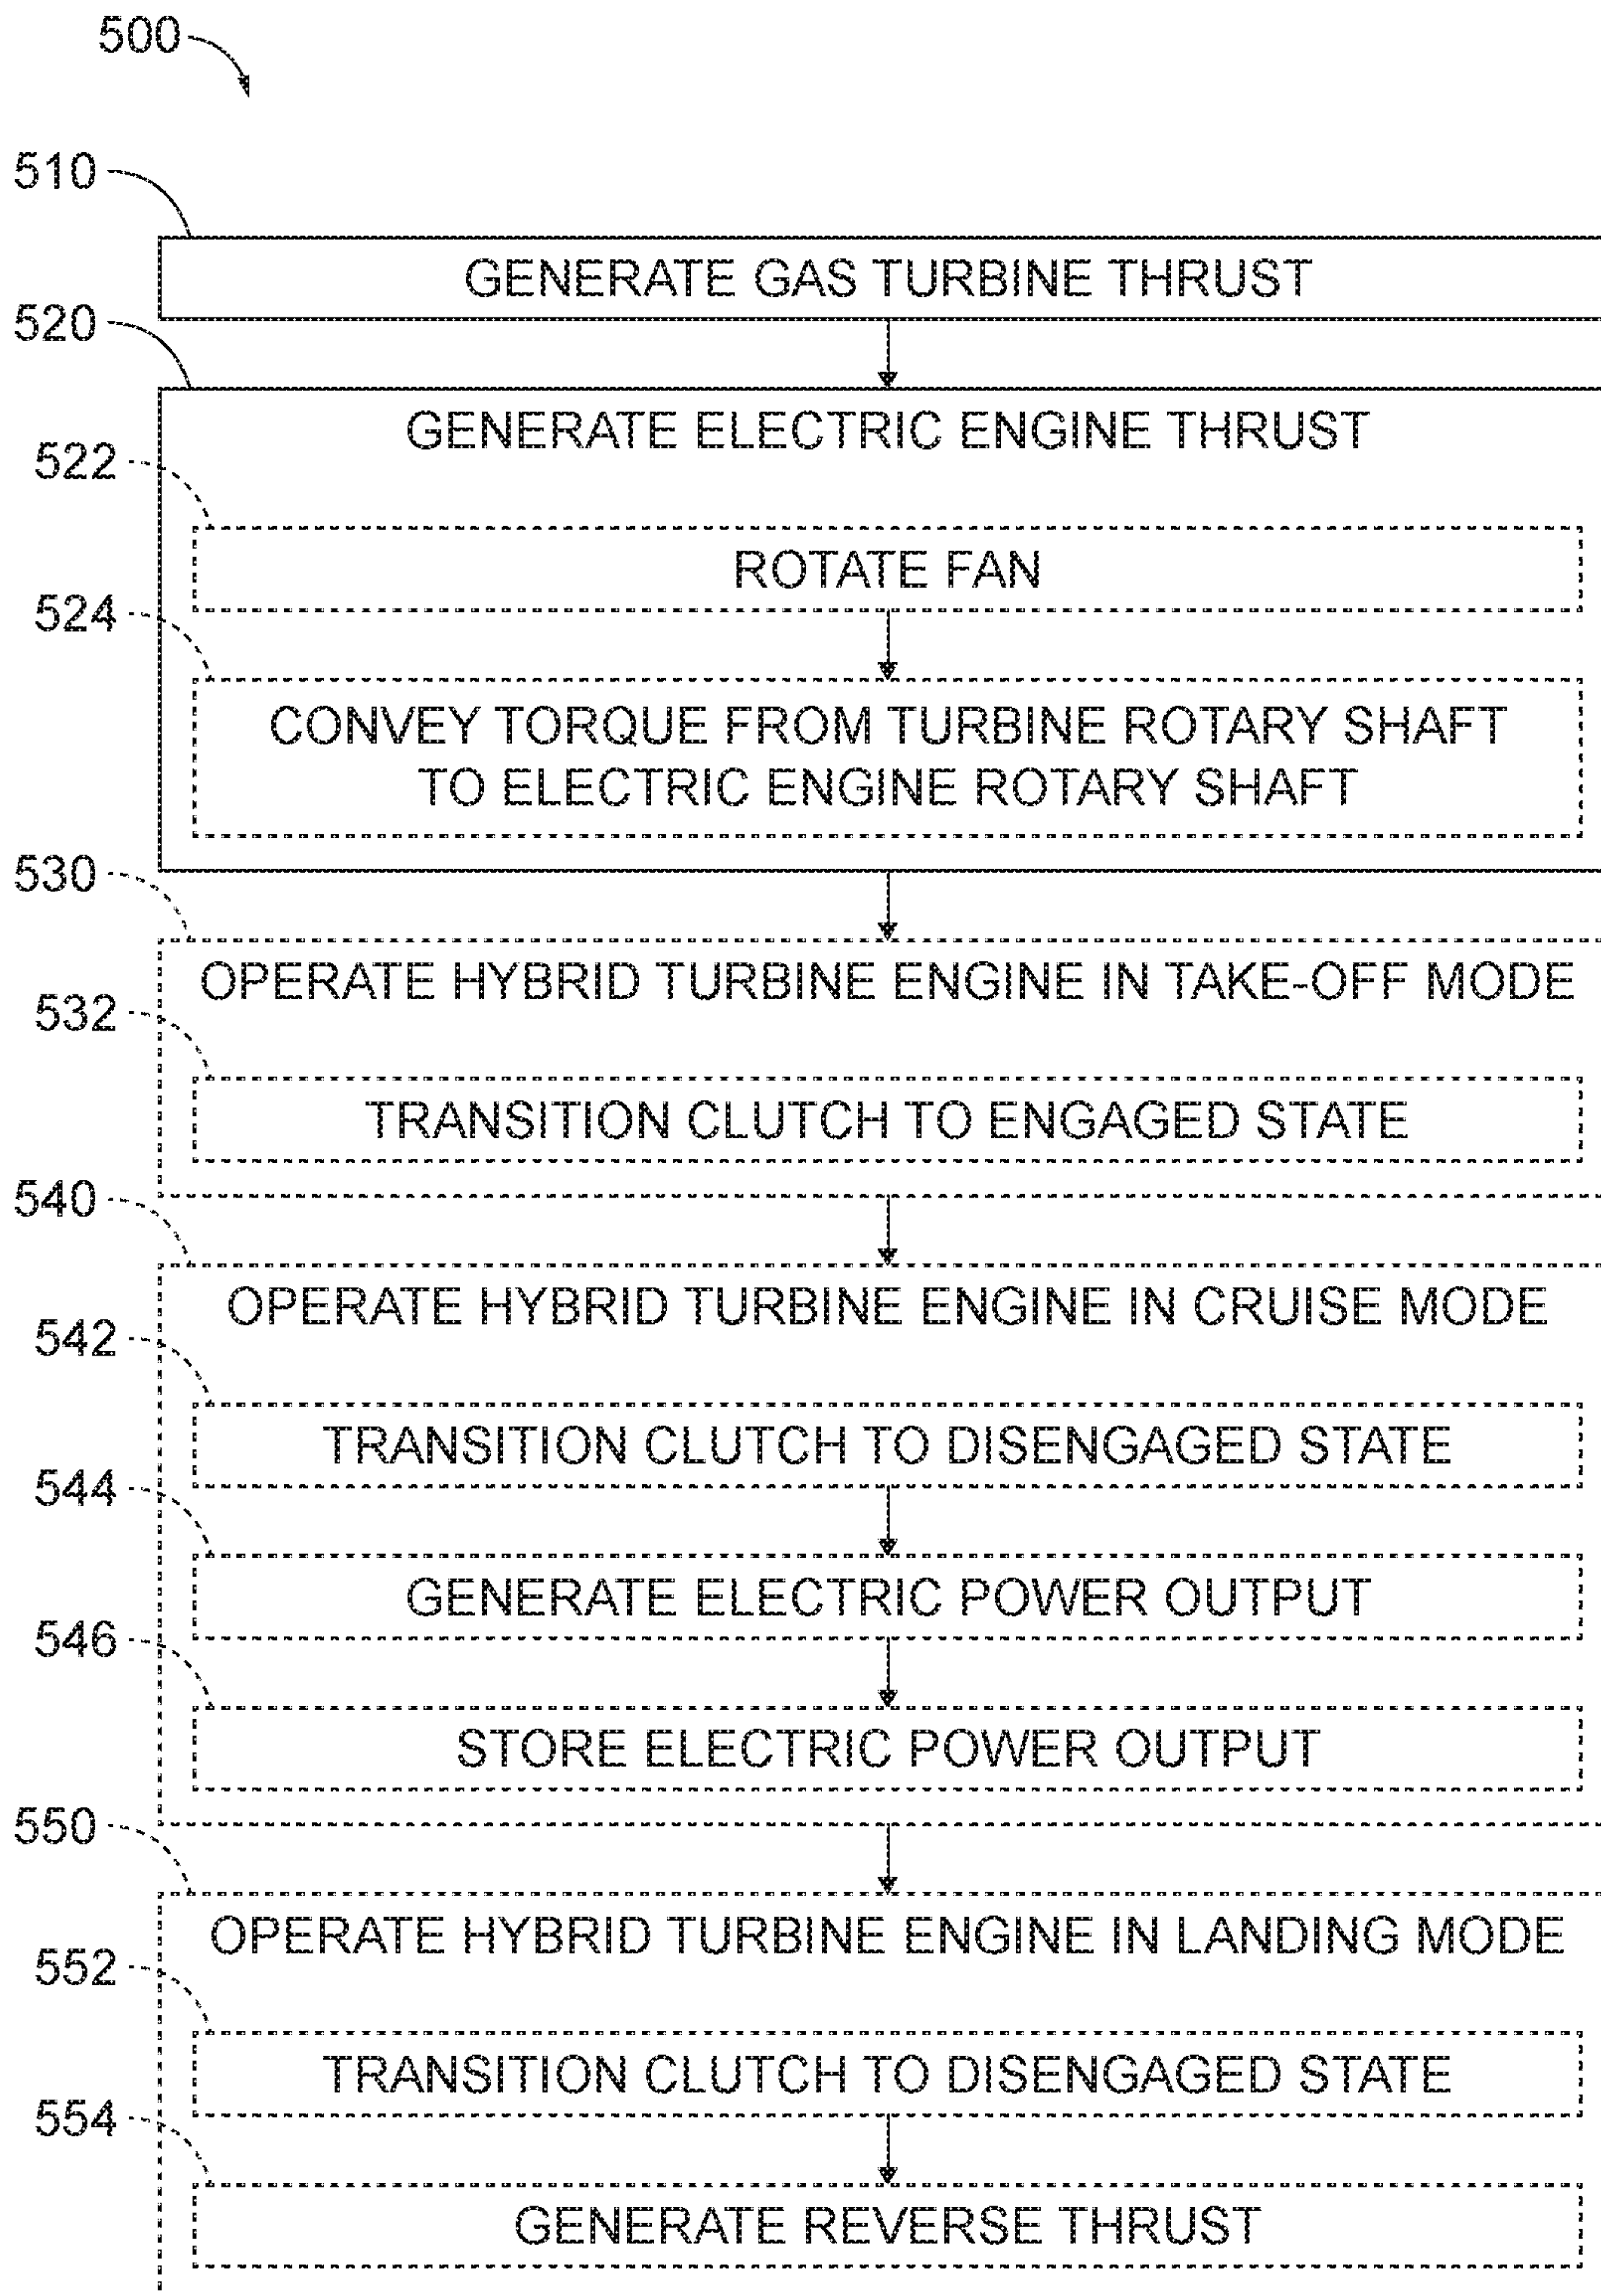 500
510
GENERATE GAS TURBINE THRUST
520
GENERATE ELECTRIC ENGINE THRUST
522
ROTATE FAN
524
CONVEY TORQUE FROM TURBINE ROTARY SHAFT
TO ELECTRIC ENGINE ROTARY SHAFT
530
OPERATE HYBRID TURBINE ENGINE IN TAKE-OFF MODE
532
TRANSITION CLUTCH TO ENGAGED STATE
540
OPERATE HYBRID TURBINE ENGINE IN CRUISE MODE
542
TRANSITION CLUTCH TO DISENGAGED STATE
544
GENERATE ELECTRIC POWER OUTPUT
546
STORE ELECTRIC POWER OUTPUT
550
OPERATE HYBRID TURBINE ENGINE IN LANDING MODE
552
TRANSITION CLUTCH TO DISENGAGED STATE
554
GENERATE REVERSE THRUST